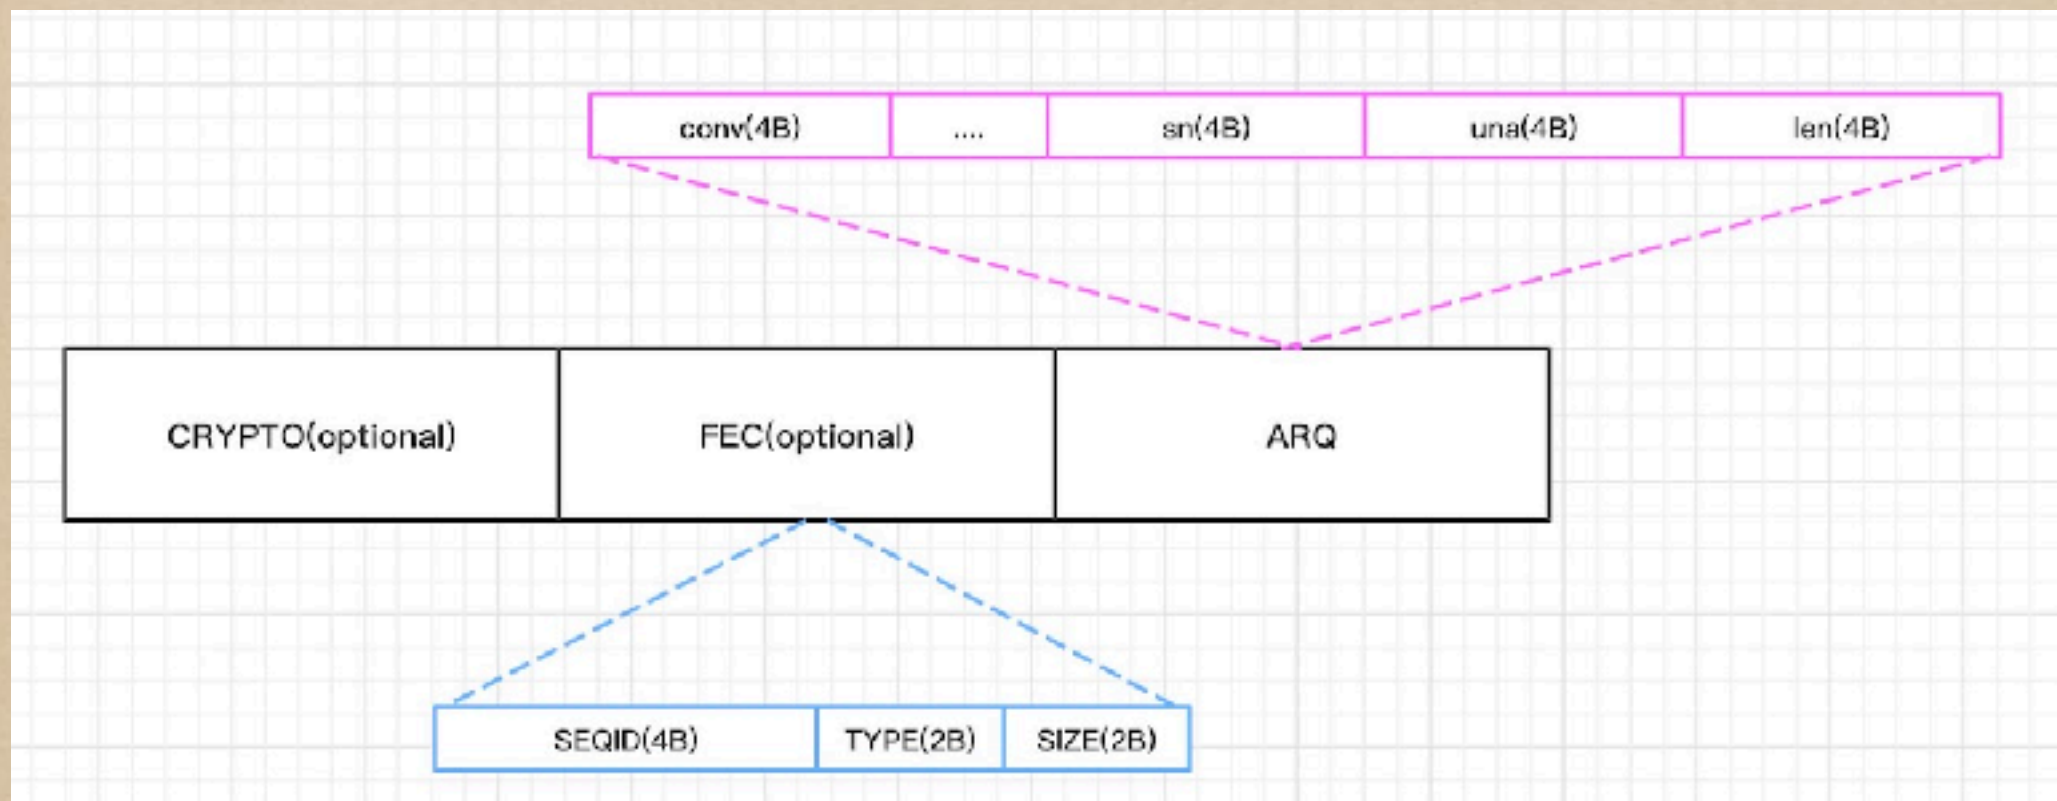 conv(4B) .... sn(4B) una(4B) len(4B)
CRYPTO(optional) FEC(optional) ARQ
SEQID(4B) TYPE(2B) SIZE(2B)